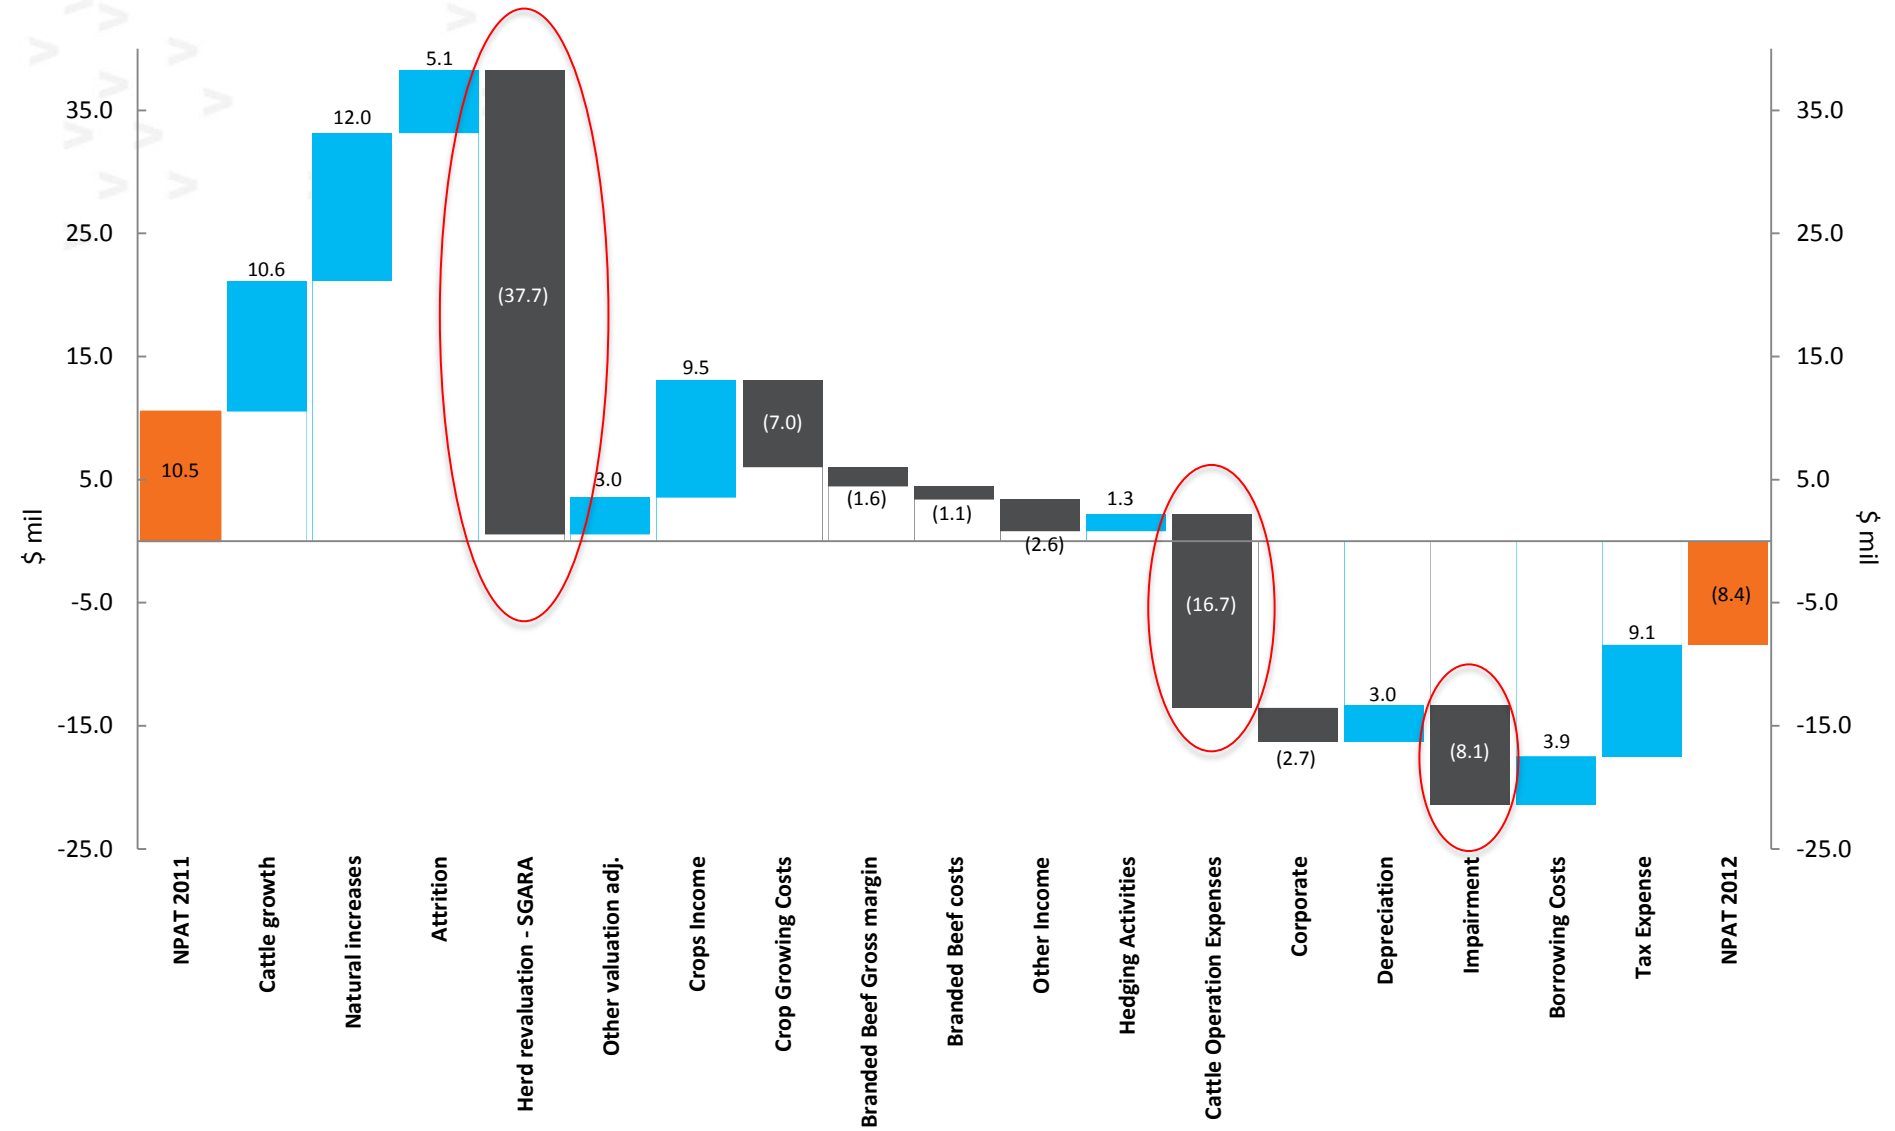 5.1
35.0
12.0
35.0
25.0
25.0
10.6
(37.7)
15.0
9.5
15.0
(7.0)
10.5
5.0
3.0
5.0
(1.6)
(1.1)
1.3
(2.6)
$ mil
$ mil
-5.0
(16.7)
(8.4)
-5.0
9.1
3.0
-15.0
(2.7)
(8.1)
3.9
-15.0
-25.0
-25.0
NPAT 2011
Cattle growth
Natural increases
Attrition
Herd revaluation - SGARA
Other valuation adj.
Crops Income
Crop Growing Costs
Branded Beef Gross margin
Branded Beef costs
Other Income
Hedging Activities
Cattle Operation Expenses
Corporate
Depreciation
Impairment
Borrowing Costs
Tax Expense
NPAT 2012